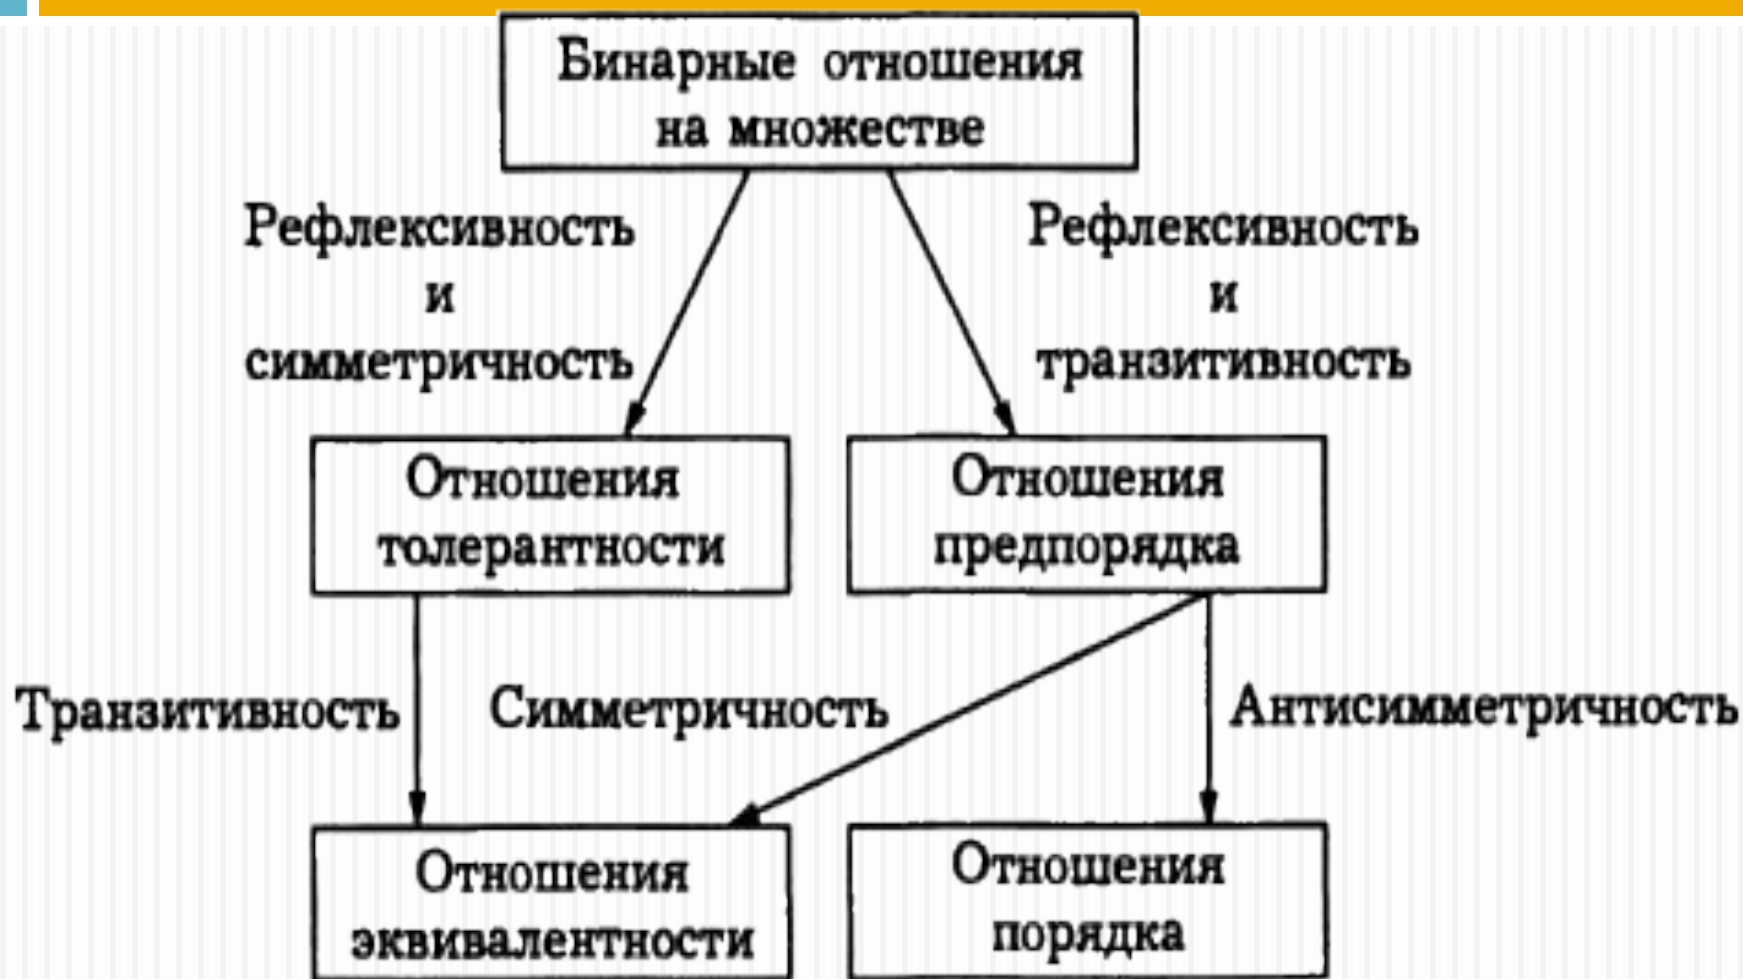 Бинарные отношения
на множестве
Рефлексивность
и
симметричность
Рефлексивность
и
транзитивность
Отношения
толерантности
Отношения
предпорядка
Транзитивность
Симметричность
Антисимметричность
Отношения
эквивалентности
Отношения
порядка